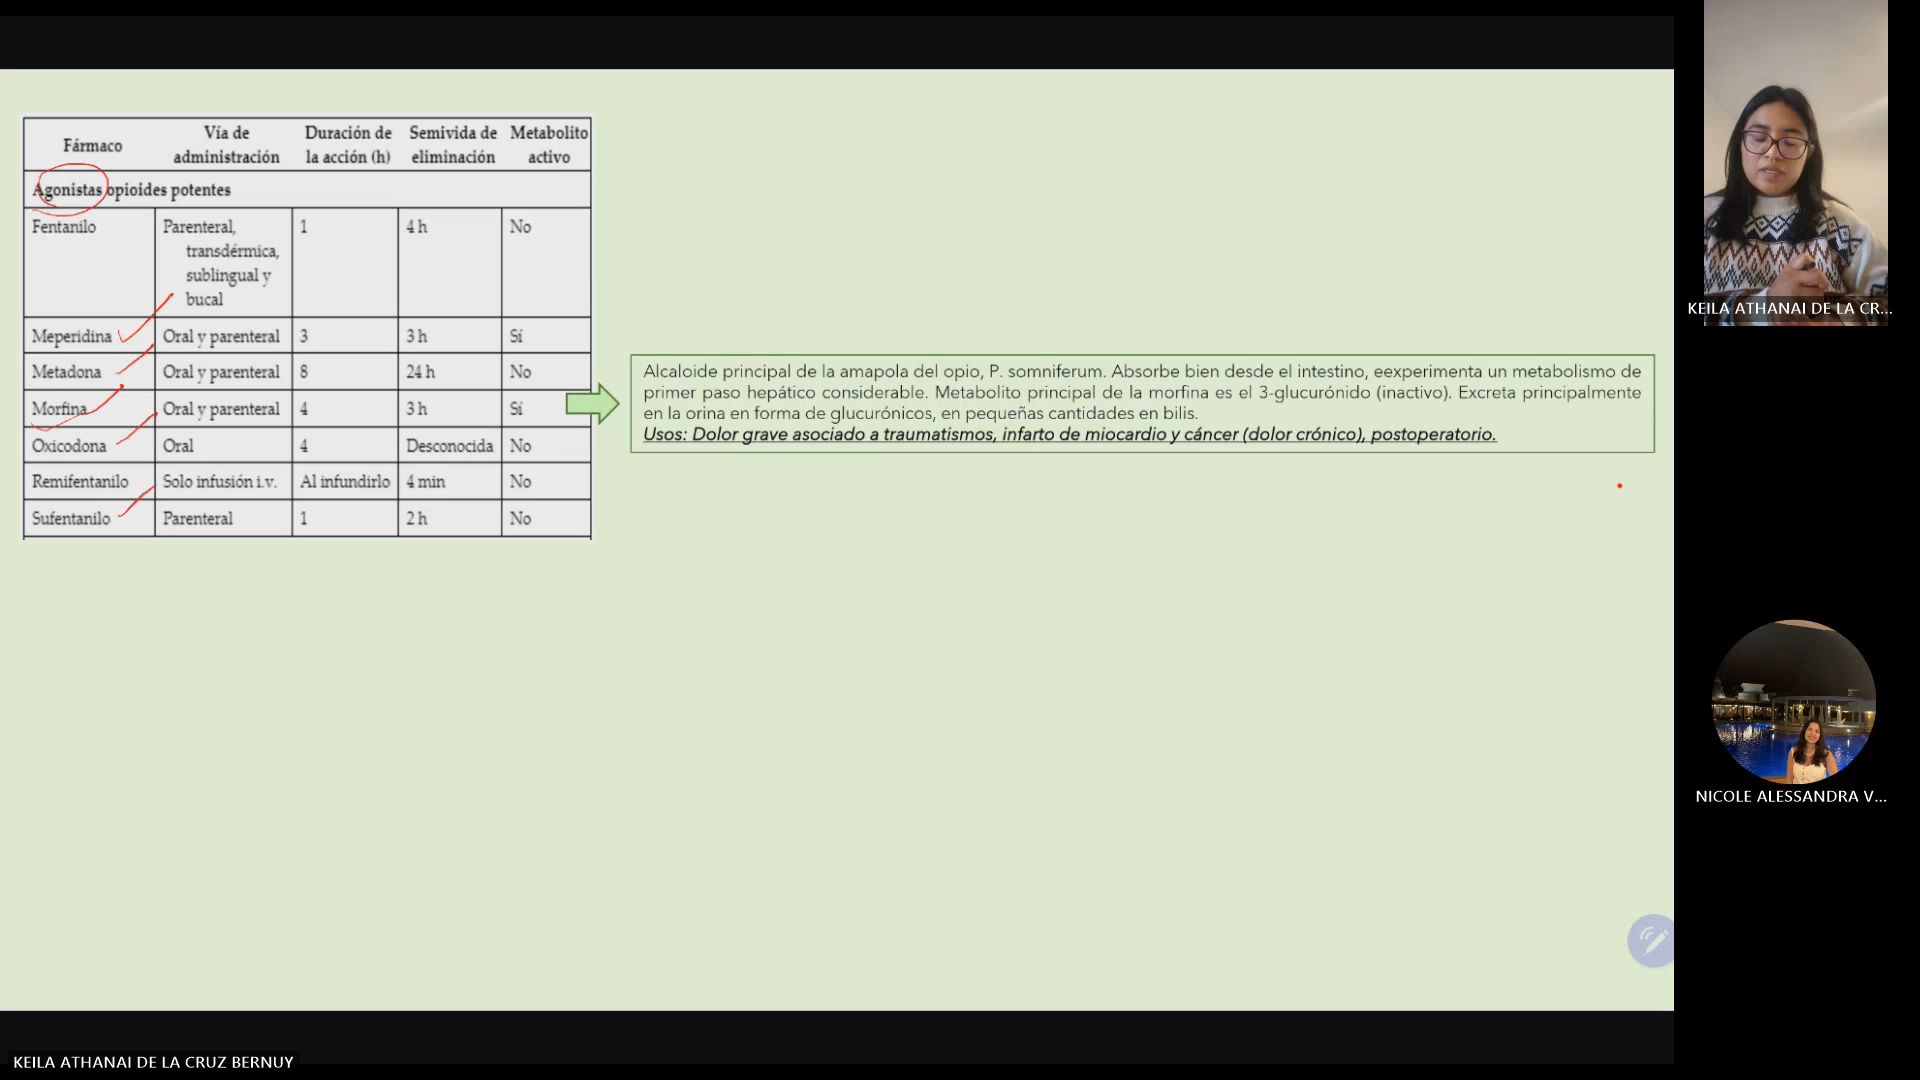 Fármaco Vía de administración Duración de la acción (h) Semivida de eliminación Metabolito activo
Agonistas opioides potentes
Fentanilo Parenteral, transdérmica, sublingual y bucal 1 4 h No
Meperidina Oral y parenteral 3 3 h Sí
Metadona Oral y parenteral 8 24 h No
Morfina Oral y parenteral 4 3 h Sí
Oxicodona Oral 4 Desconocida No
Remifentanilo Solo infusión i.v. Al infundirlo 4 min No
Sufentanilo Parenteral 1 2 h No
Alcaloide principal de la amapola del opio, P. somniferum. Absorbe bien desde el intestino, eexperimenta un metabolismo de
primer paso hepático considerable. Metabolito principal de la morfina es el 3-glucurónido (inactivo). Excreta principalmente
en la orina en forma de glucurónicos, en pequeñas cantidades en bilis.
Usos: Dolor grave asociado a traumatismos, infarto de miocardio y cáncer (dolor crónico), postoperatorio.
KEILA ATHANAI DE LA CR...
NICOLE ALESSANDRA V...
KEILA ATHANAI DE LA CRUZ BERNUY